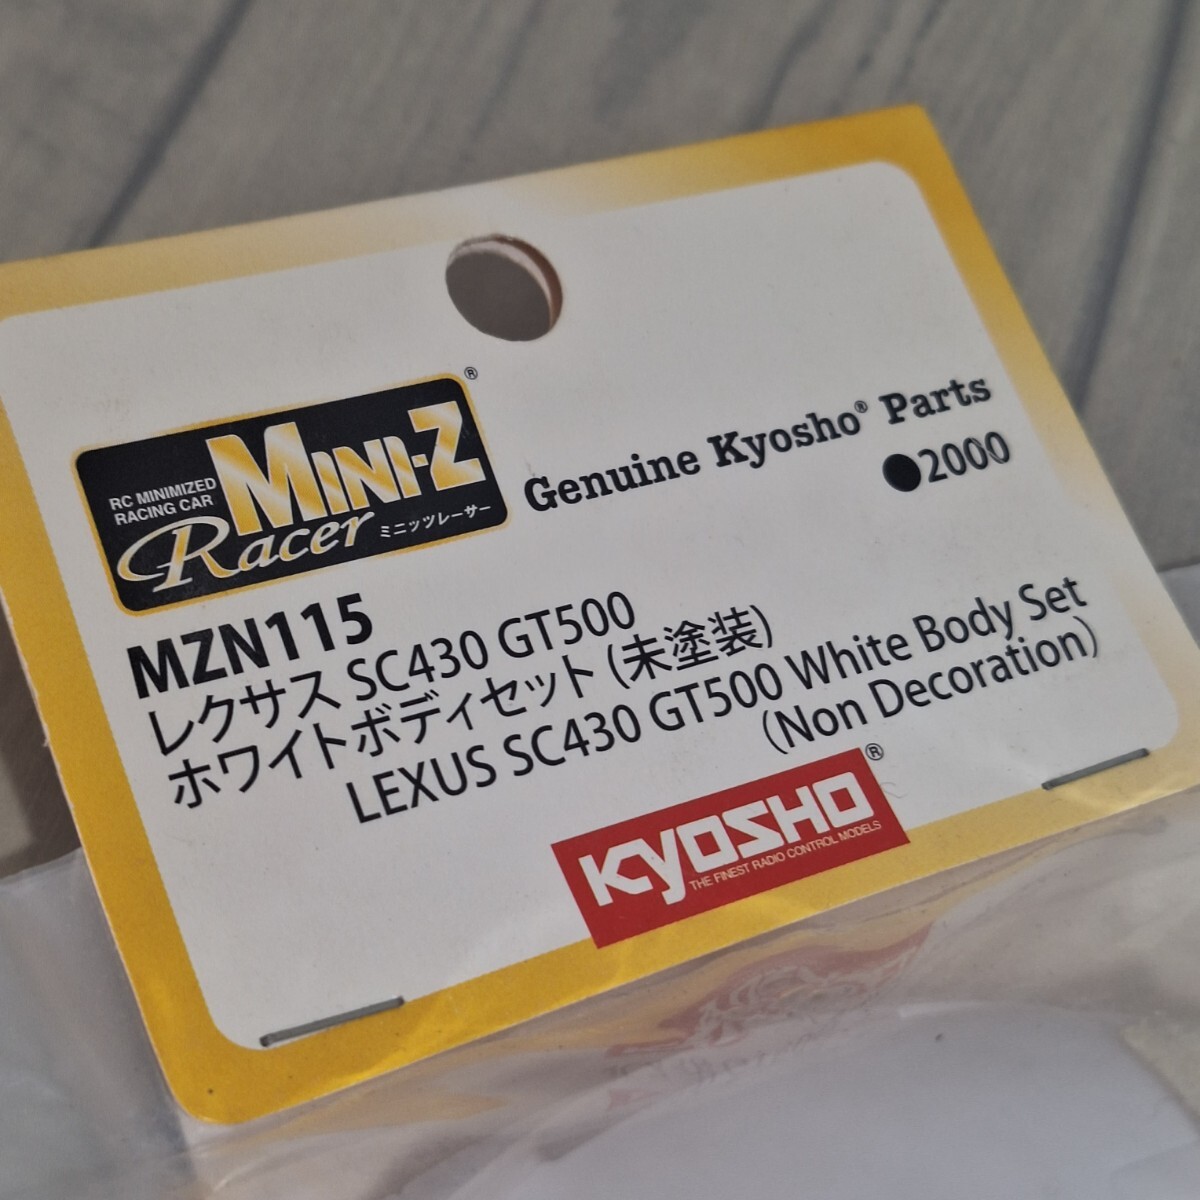 RC MINIMIZED
RACING CAR
MINI-Z®
Racer ミニッツレーサー
Genuine Kyosho® Parts
●2000
MZN115
レクサス SC430 GT500
ホワイトボディセット (未塗装)
LEXUS SC430 GT500 White Body Set
(Non Decoration)
KYOSHO®
THE FINEST RADIO CONTROL MODELS